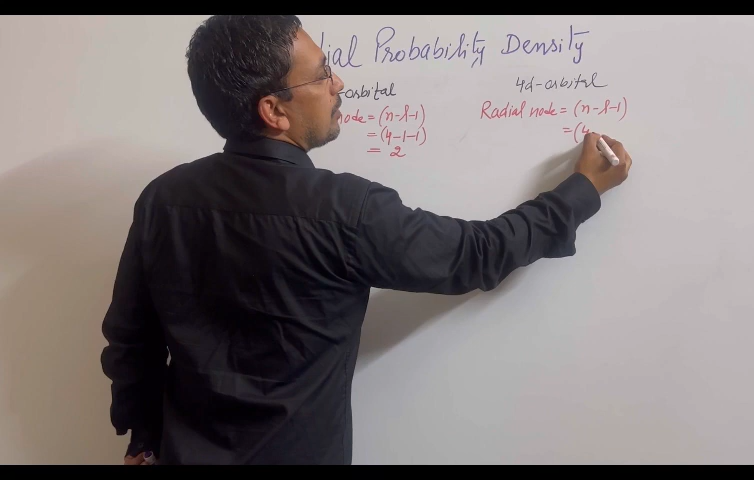 ial Probability Density
-orbital
node = (n-l-1)
= (4-1-1)
= 2
4d-orbital
Radial node = (n-l-1)
= (4